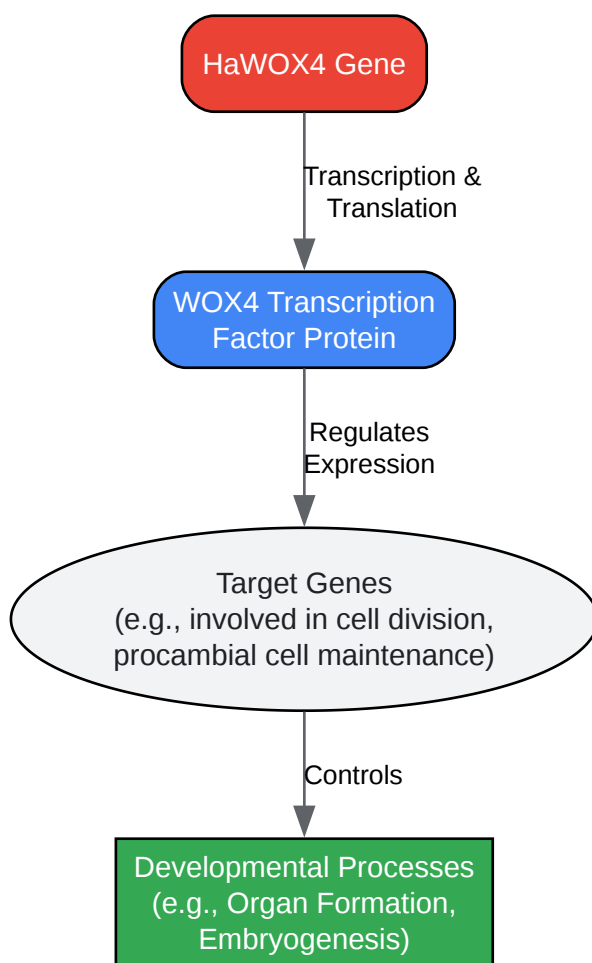 HaWOX4 Gene
Transcription &
Translation
WOX4 Transcription
Factor Protein
Regulates
Expression
Target Genes
(e.g., involved in cell division,
procambial cell maintenance)
Controls
Developmental Processes
(e.g., Organ Formation,
Embryogenesis)